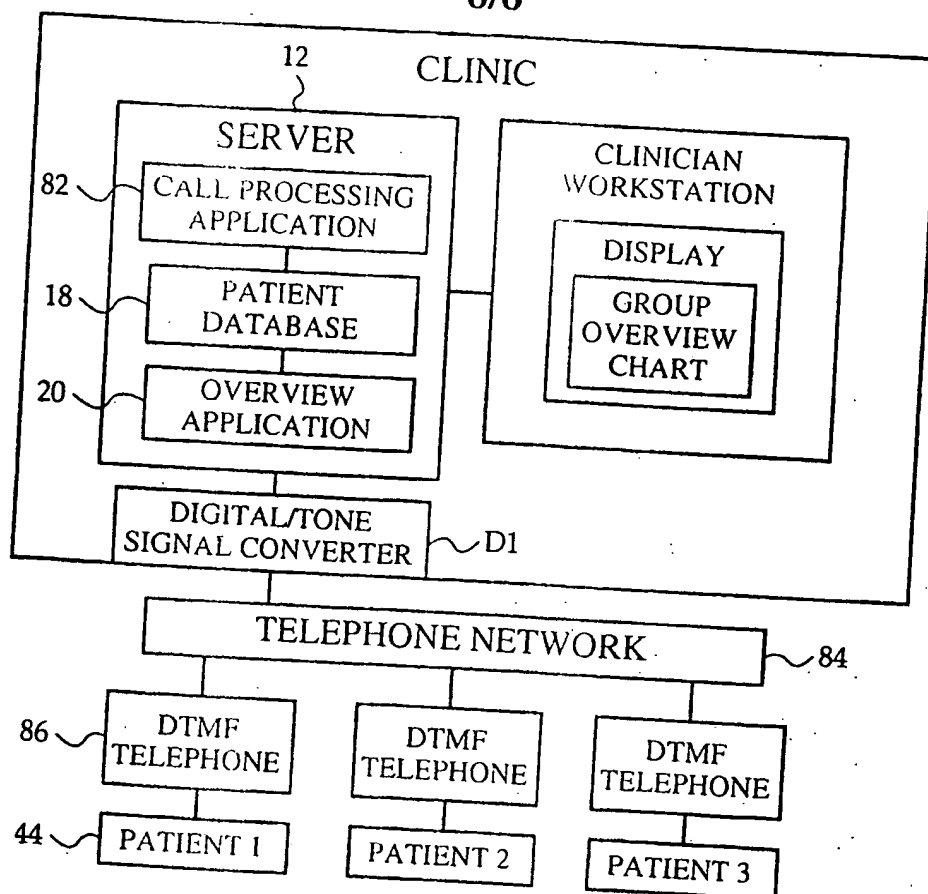 6/6
CLINIC
12
SERVER
82
CALL PROCESSING
APPLICATION
18
PATIENT
DATABASE
20
OVERVIEW
APPLICATION
CLINICIAN
WORKSTATION
DISPLAY
GROUP
OVERVIEW
CHART
DIGITAL/TONE
SIGNAL CONVERTER
D1
TELEPHONE NETWORK
84
86
DTMF
TELEPHONE
DTMF
TELEPHONE
DTMF
TELEPHONE
44
PATIENT 1
PATIENT 2
PATIENT 3